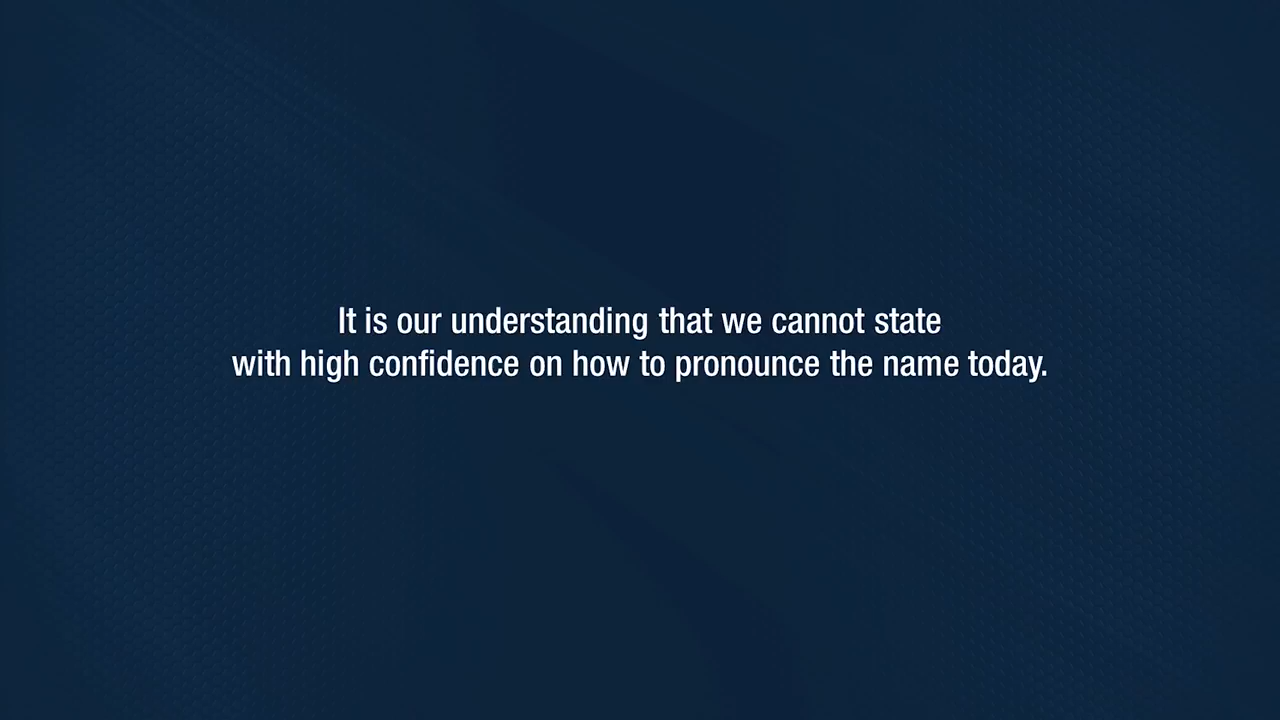 It is our understanding that we cannot state
with high confidence on how to pronounce the name today.